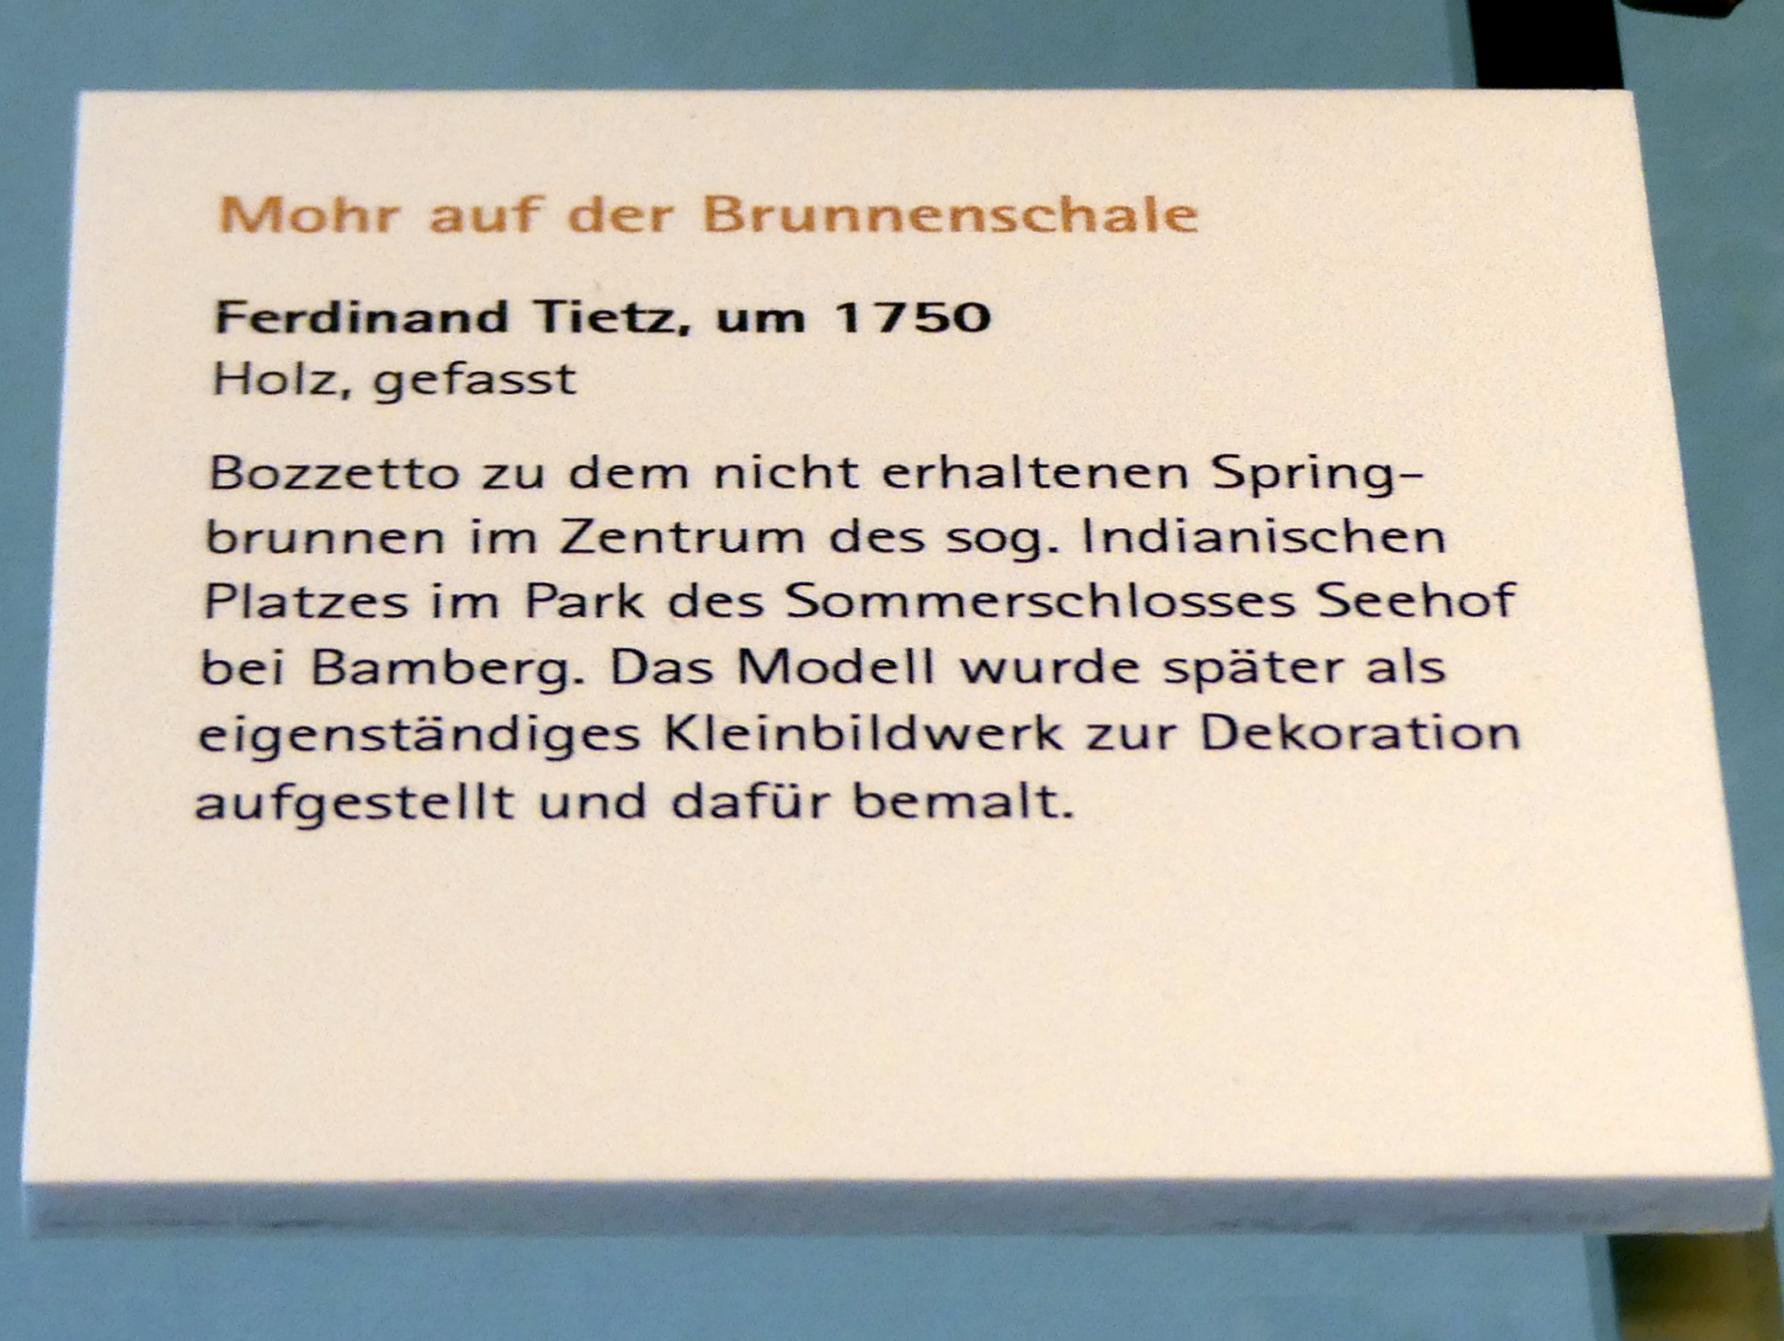 Mohr auf der Brunnenschale
Ferdinand Tietz, um 1750
Holz, gefasst
Bozzetto zu dem nicht erhaltenen Spring-
brunnen im Zentrum des sog. Indianischen
Platzes im Park des Sommerschlosses Seehof
bei Bamberg. Das Modell wurde später als
eigenständiges Kleinbildwerk zur Dekoration
aufgestellt und dafür bemalt.